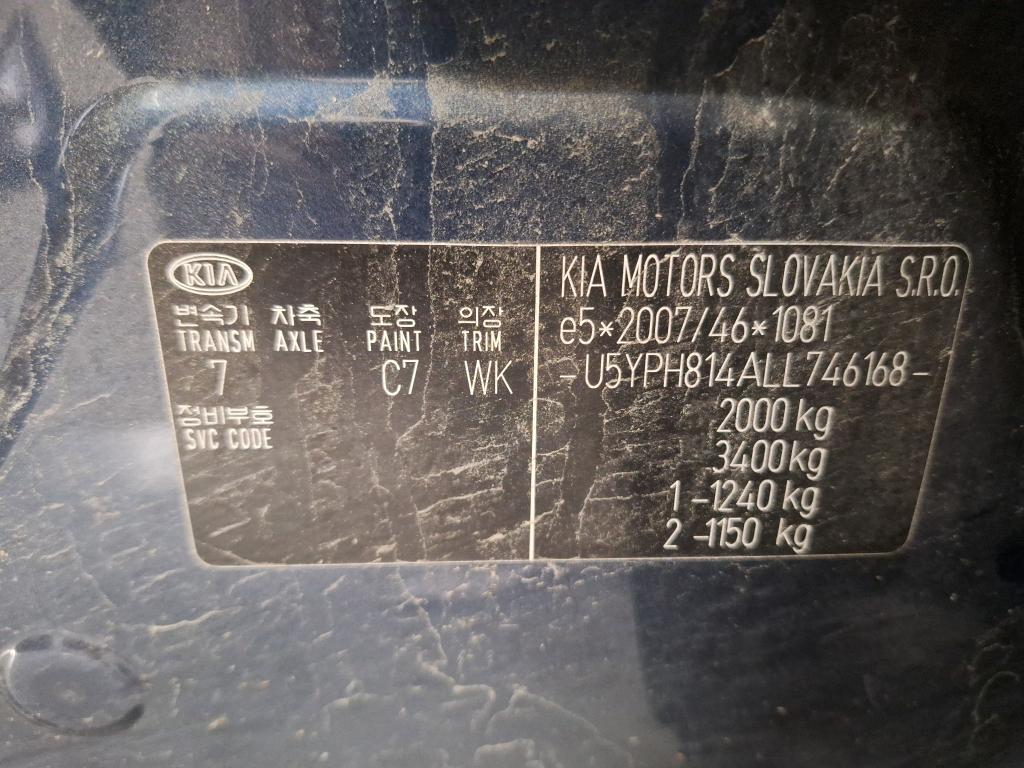 KIA
변속기 차축 도장 의장
TRANSM AXLE PAINT TRIM
7 C7 WK
정비부호
SVC CODE
KIA MOTORS SLOVAKIA S.R.O.
e5*2007/46*1081
-U5YPH814ALL746168-
2000 kg
3400 kg
1 -1240 kg
2 -1150 kg